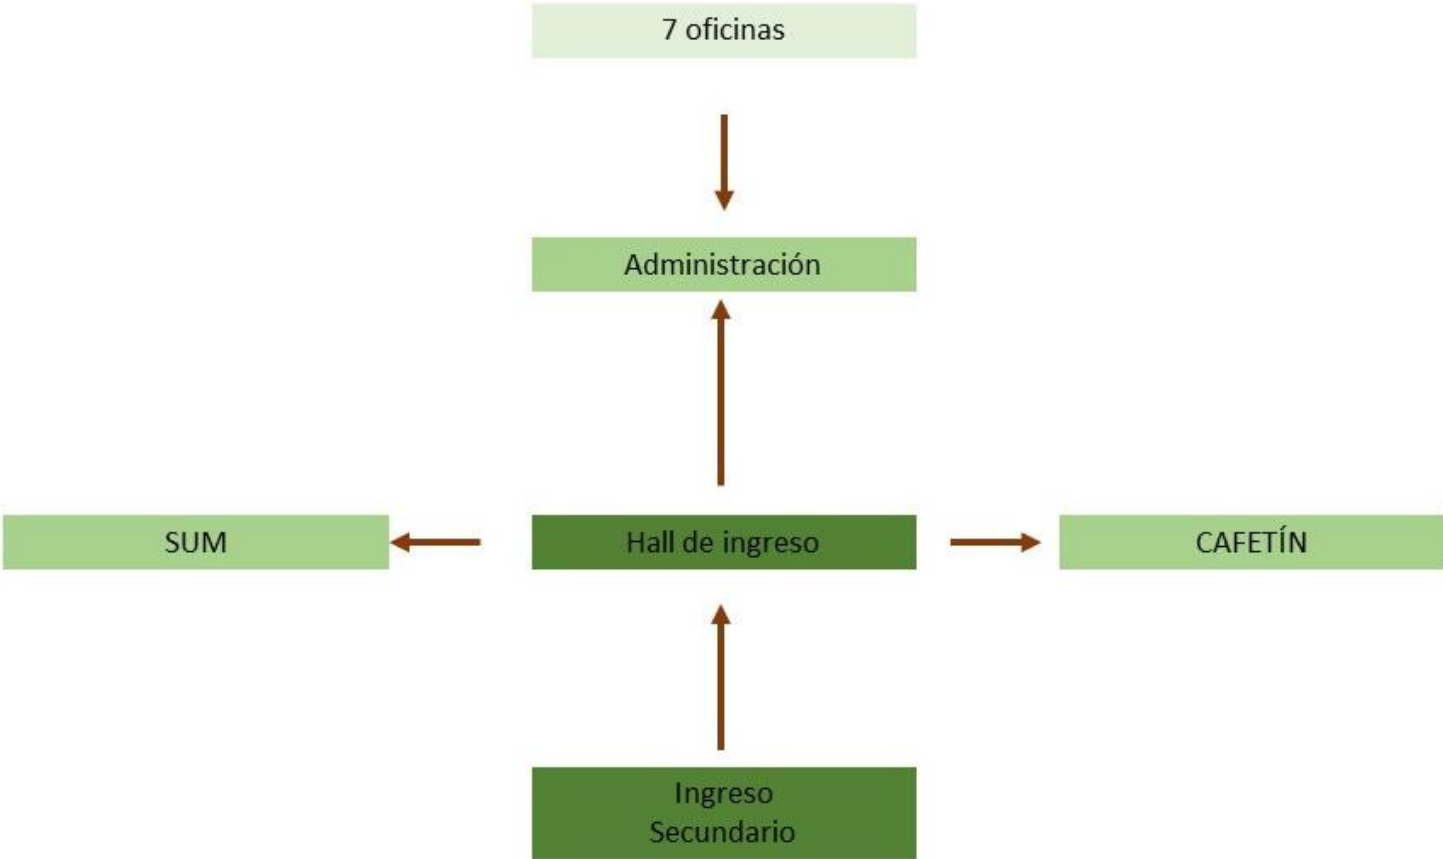 7 oficinas
Administración
SUM
Hall de ingreso
CAFETÍN
Ingreso
Secundario